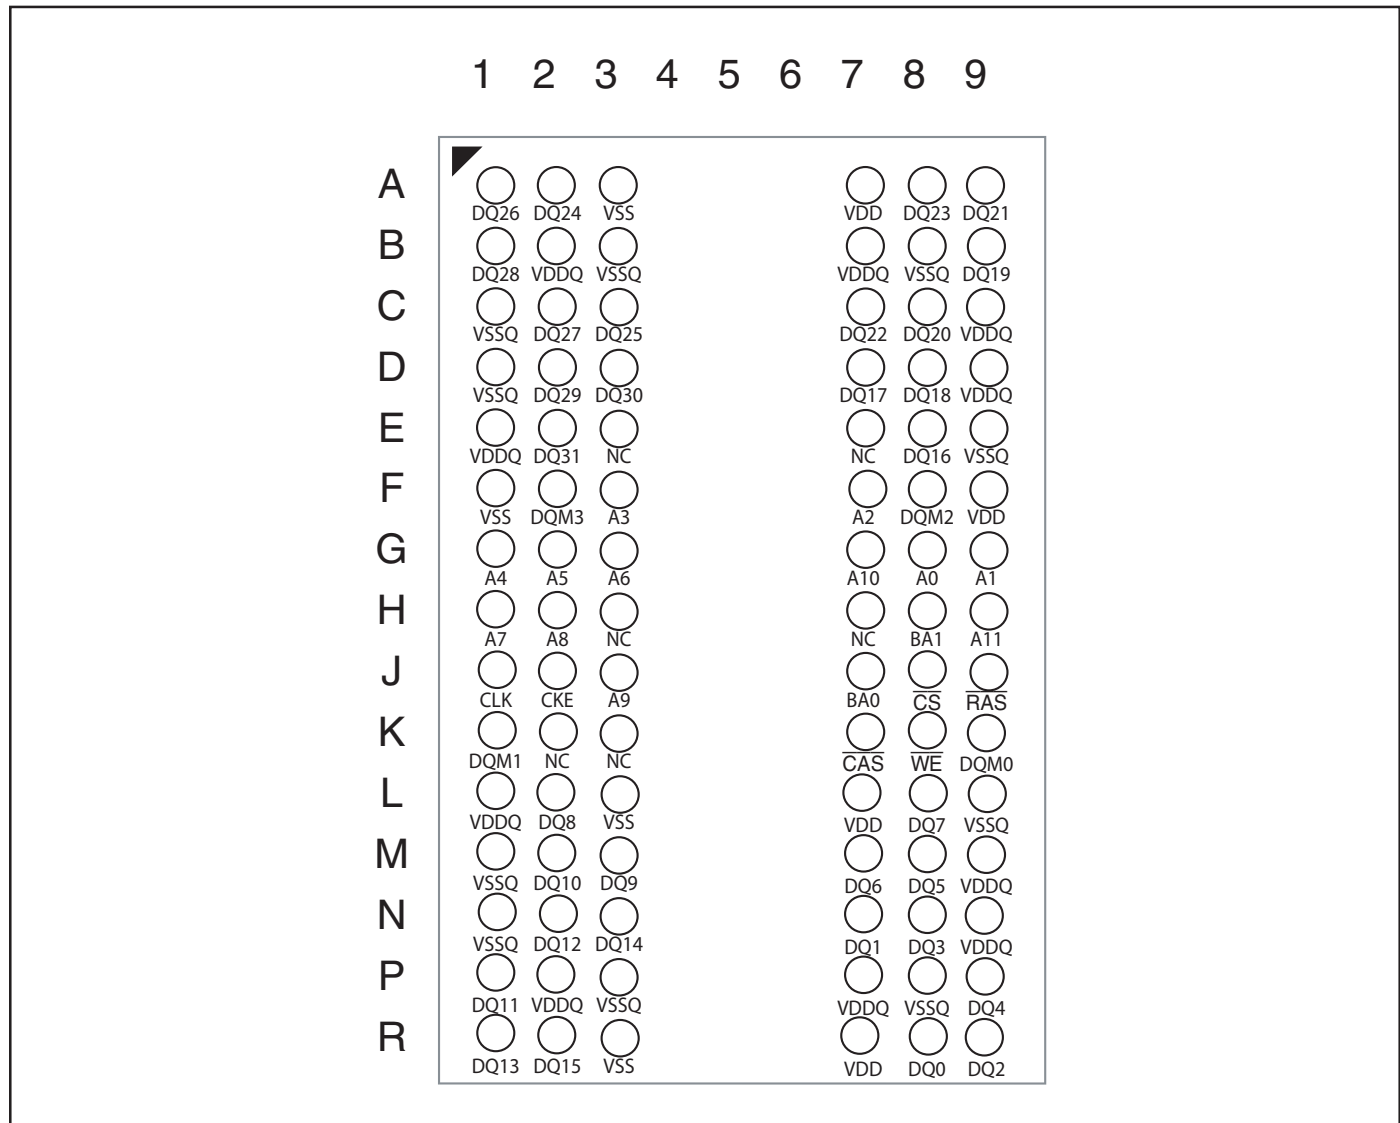 1 2 3 4 5 6 7 8 9
A
DQ26 DQ24 VSS VDD DQ23 DQ21
B
DQ28 VDDQ VSSQ VDDQ VSSQ DQ19
C
VSSQ DQ27 DQ25 DQ22 DQ20 VDDQ
D
VSSQ DQ29 DQ30 DQ17 DQ18 VDDQ
E
VDDQ DQ31 NC NC DQ16 VSSQ
F
VSS DQM3 A3 A2 DQM2 VDD
G
A4 A5 A6 A10 A0 A1
H
A7 A8 NC NC BA1 A11
J
CLK CKE A9 BA0 C̅S̅ R̅A̅S̅
K
DQM1 NC NC C̅A̅S̅ W̅E̅ DQM0
L
VDDQ DQ8 VSS VDD DQ7 VSSQ
M
VSSQ DQ10 DQ9 DQ6 DQ5 VDDQ
N
VSSQ DQ12 DQ14 DQ1 DQ3 VDDQ
P
DQ11 VDDQ VSSQ VDDQ VSSQ DQ4
R
DQ13 DQ15 VSS VDD DQ0 DQ2